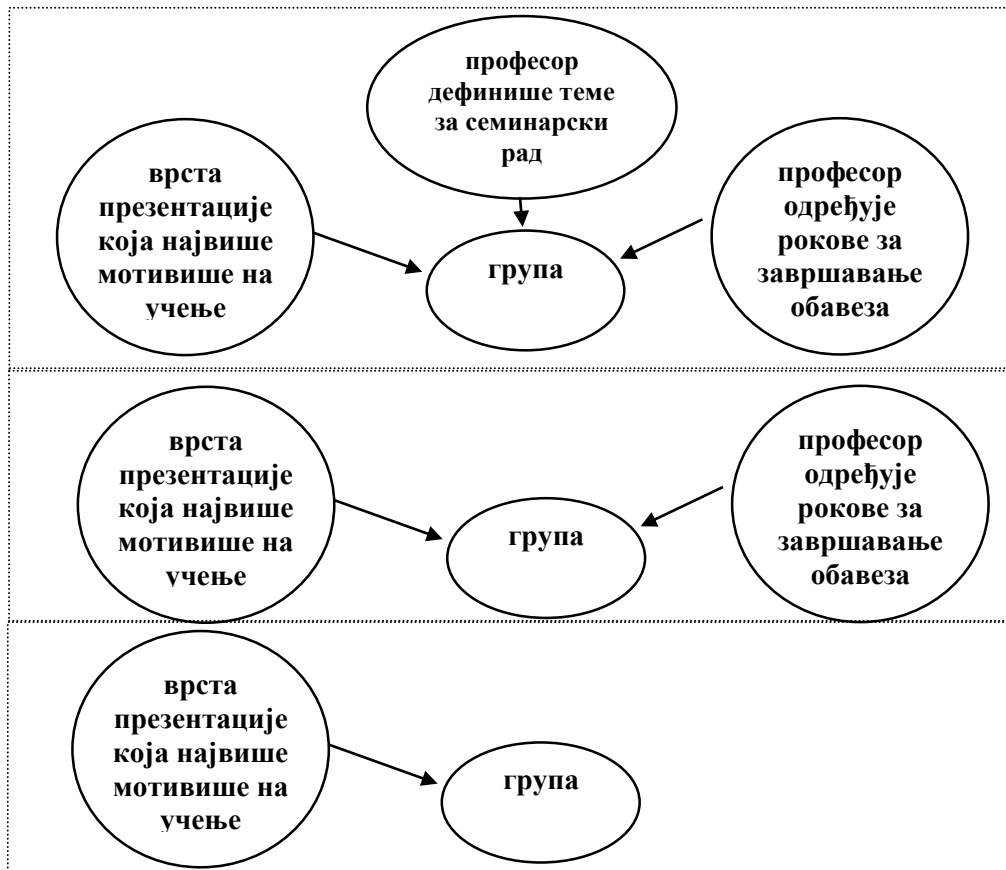 професор
дефинише теме
за семинарски
рад
врста
презентације
која највише
мотивише на
учење
група
професор
одређује
рокове за
завршавање
обавеза
врста
презентације
која највише
мотивише на
учење
група
професор
одређује
рокове за
завршавање
обавеза
врста
презентације
која највише
мотивише на
учење
група